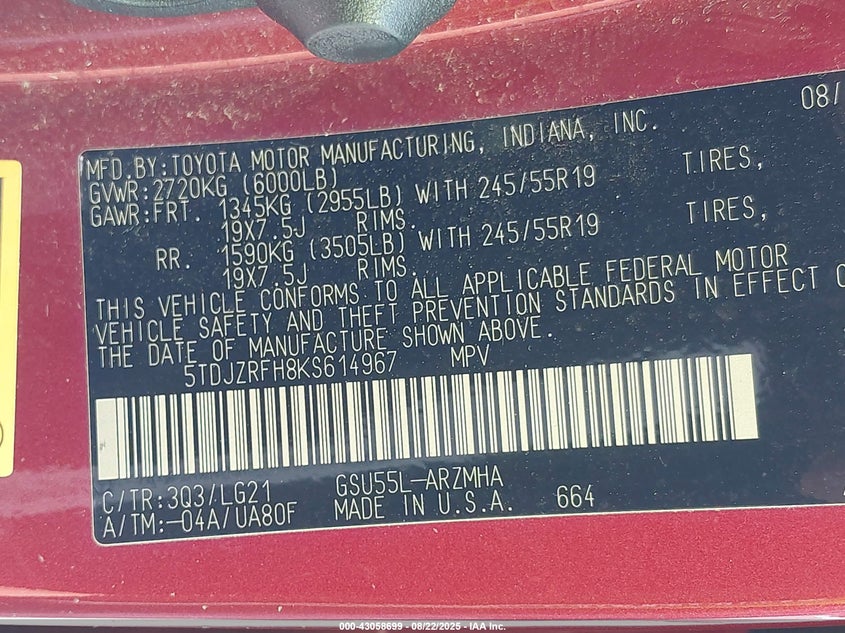 08/
MFD.BY:TOYOTA MOTOR MANUFACTURING, INDIANA, INC.
GVWR:2720KG (6000LB)
GAWR:FRT. 1345KG (2955LB) WITH 245/55R19 TIRES,
19X7.5J RIMS.
RR. 1590KG (3505LB) WITH 245/55R19 TIRES,
19X7.5J RIMS.
THIS VEHICLE CONFORMS TO ALL APPLICABLE FEDERAL MOTOR
VEHICLE SAFETY AND THEFT PREVENTION STANDARDS IN EFFECT O
THE DATE OF MANUFACTURE SHOWN ABOVE.
5TDJZRFH8KS614967 MPV
C/TR:3Q3/LG21 GSU55L-ARZMHA
A/TM:-04A/UA80F MADE IN U.S.A. 664
000-43058699 - 08/22/2025 - IAA Inc.